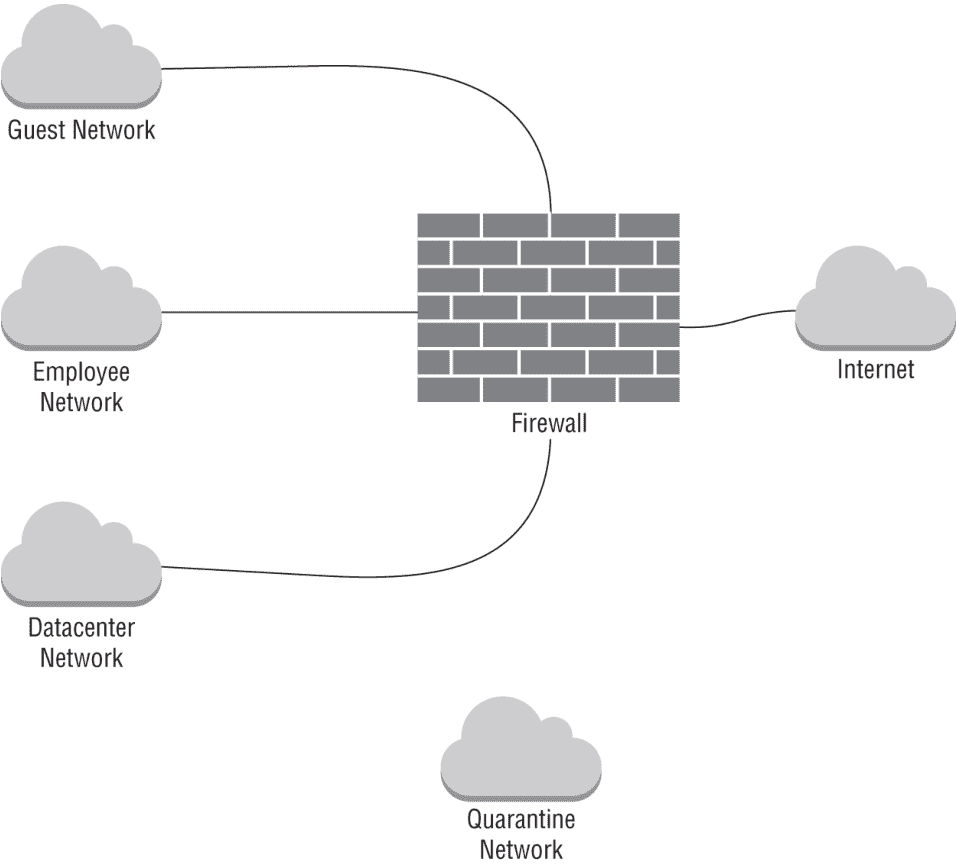 Guest Network
Employee
Network
Firewall
Internet
Datacenter
Network
Quarantine
Network